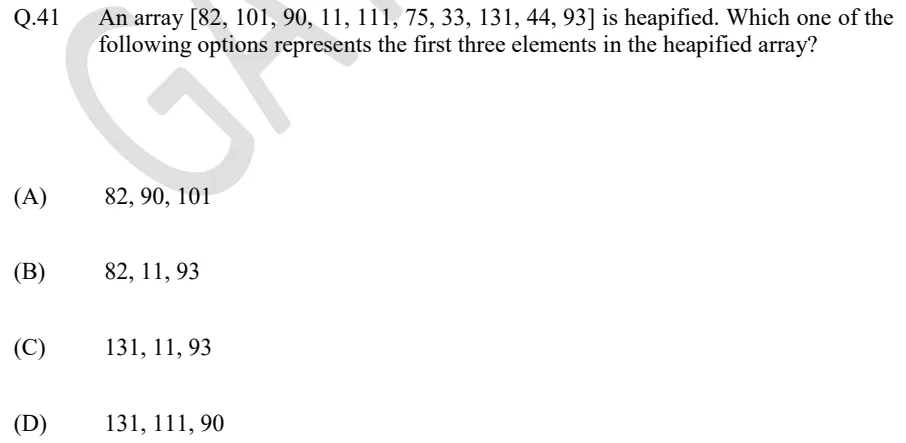 Q.41 An array [82, 101, 90, 11, 111, 75, 33, 131, 44, 93] is heapified. Which one of the
following options represents the first three elements in the heapified array?
(A) 82, 90, 101
(B) 82, 11, 93
(C) 131, 11, 93
(D) 131, 111, 90